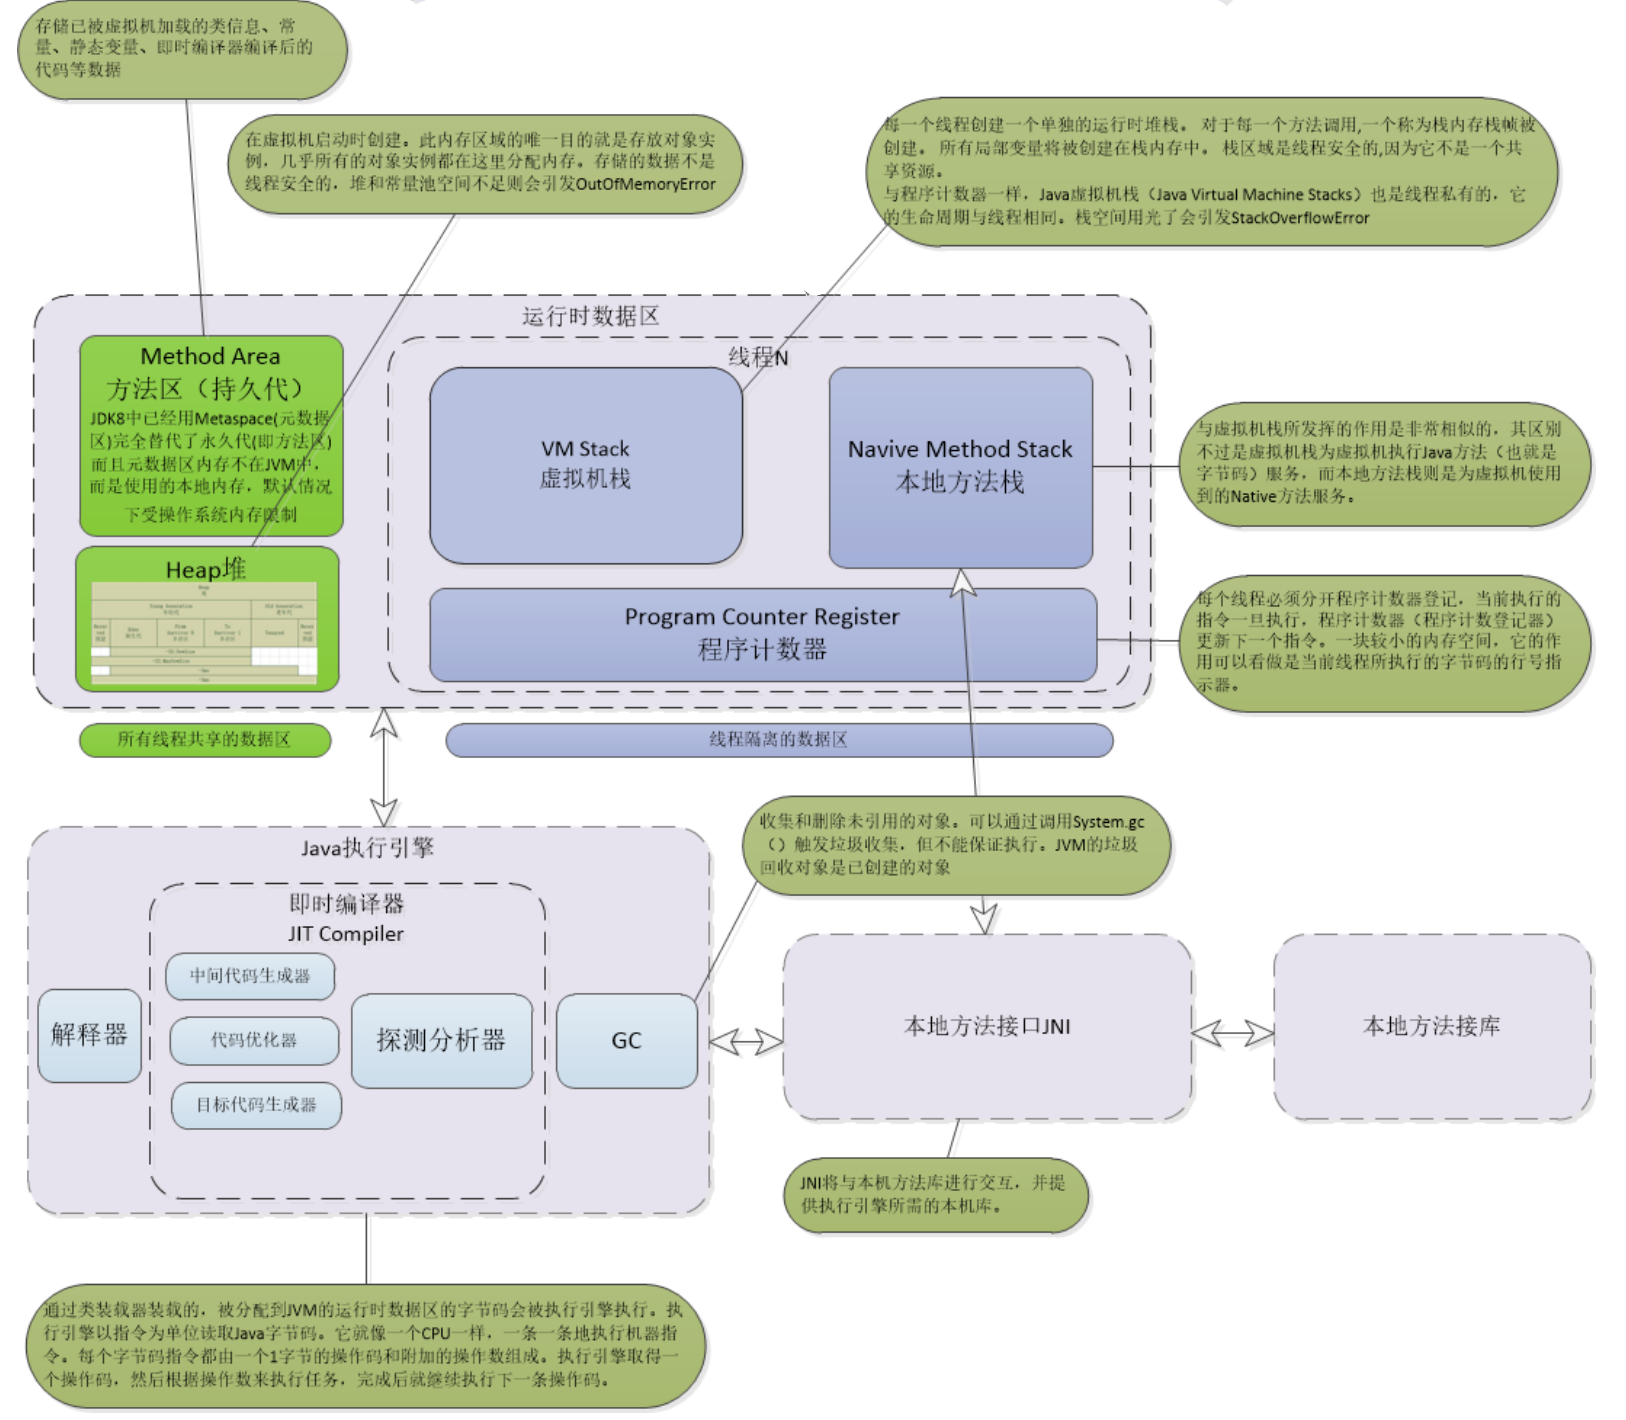 存储已被虚拟机加载的类信息、常
量、静态变量、即时编译器编译后的
代码等数据
在虚拟机启动时创建。此内存区域的唯一目的就是存放对象实
例，几乎所有的对象实例都在这里分配内存。存储的数据不是
线程安全的，堆和常量池空间不足则会引发OutOfMemoryError
每一个线程创建一个单独的运行时堆栈。 对于每一个方法调用,一个称为栈内存栈帧被
创建。 所有局部变量将被创建在栈内存中。 栈区域是线程安全的,因为它不是一个共
享资源。
与程序计数器一样，Java虚拟机栈（Java Virtual Machine Stacks）也是线程私有的，它
的生命周期与线程相同。栈空间用光了会引发StackOverflowError
运行时数据区
Method Area
方法区（持久代）
JDK8中已经用Metaspace(元数据
区)完全替代了永久代(即方法区)
而且元数据区内存不在JVM中，
而是使用的本地内存，默认情况
下受操作系统内存限制
线程N
VM Stack
虚拟机栈
Navive Method Stack
本地方法栈
与虚拟机栈所发挥的作用是非常相似的，其区别
不过是虚拟机栈为虚拟机执行Java方法（也就是
字节码）服务，而本地方法栈则是为虚拟机使用
到的Native方法服务。
Heap堆
Heap
堆
Young Generation
年轻代
Old Generation
老年代
Eden
From
Survivor 0
To
Survivor 1
Tenured
Program Counter Register
程序计数器
每个线程必须分开程序计数器登记，当前执行的
指令一旦执行，程序计数器（程序计数登记器）
更新下一个指令。一块较小的内存空间，它的作
用可以看做是当前线程所执行的字节码的行号指
示器。
所有线程共享的数据区
线程隔离的数据区
收集和删除未引用的对象。可以通过调用System.gc
（）触发垃圾收集，但不能保证执行。JVM的垃圾
回收对象是已创建的对象
Java执行引擎
即时编译器
JIT Compiler
解释器
中间代码生成器
代码优化器
目标代码生成器
探测分析器
GC
本地方法接口JNI
本地方法接库
JNI将与本机方法库进行交互，并提
供执行引擎所需的本机库。
通过类装载器装载的，被分配到JVM的运行时数据区的字节码会被执行引擎执行。执
行引擎以指令为单位读取Java字节码。它就像一个CPU一样，一条一条地执行机器指
令。每个字节码指令都由一个1字节的操作码和附加的操作数组成。执行引擎取得一
个操作码，然后根据操作数来执行任务，完成后就继续执行下一条操作码。